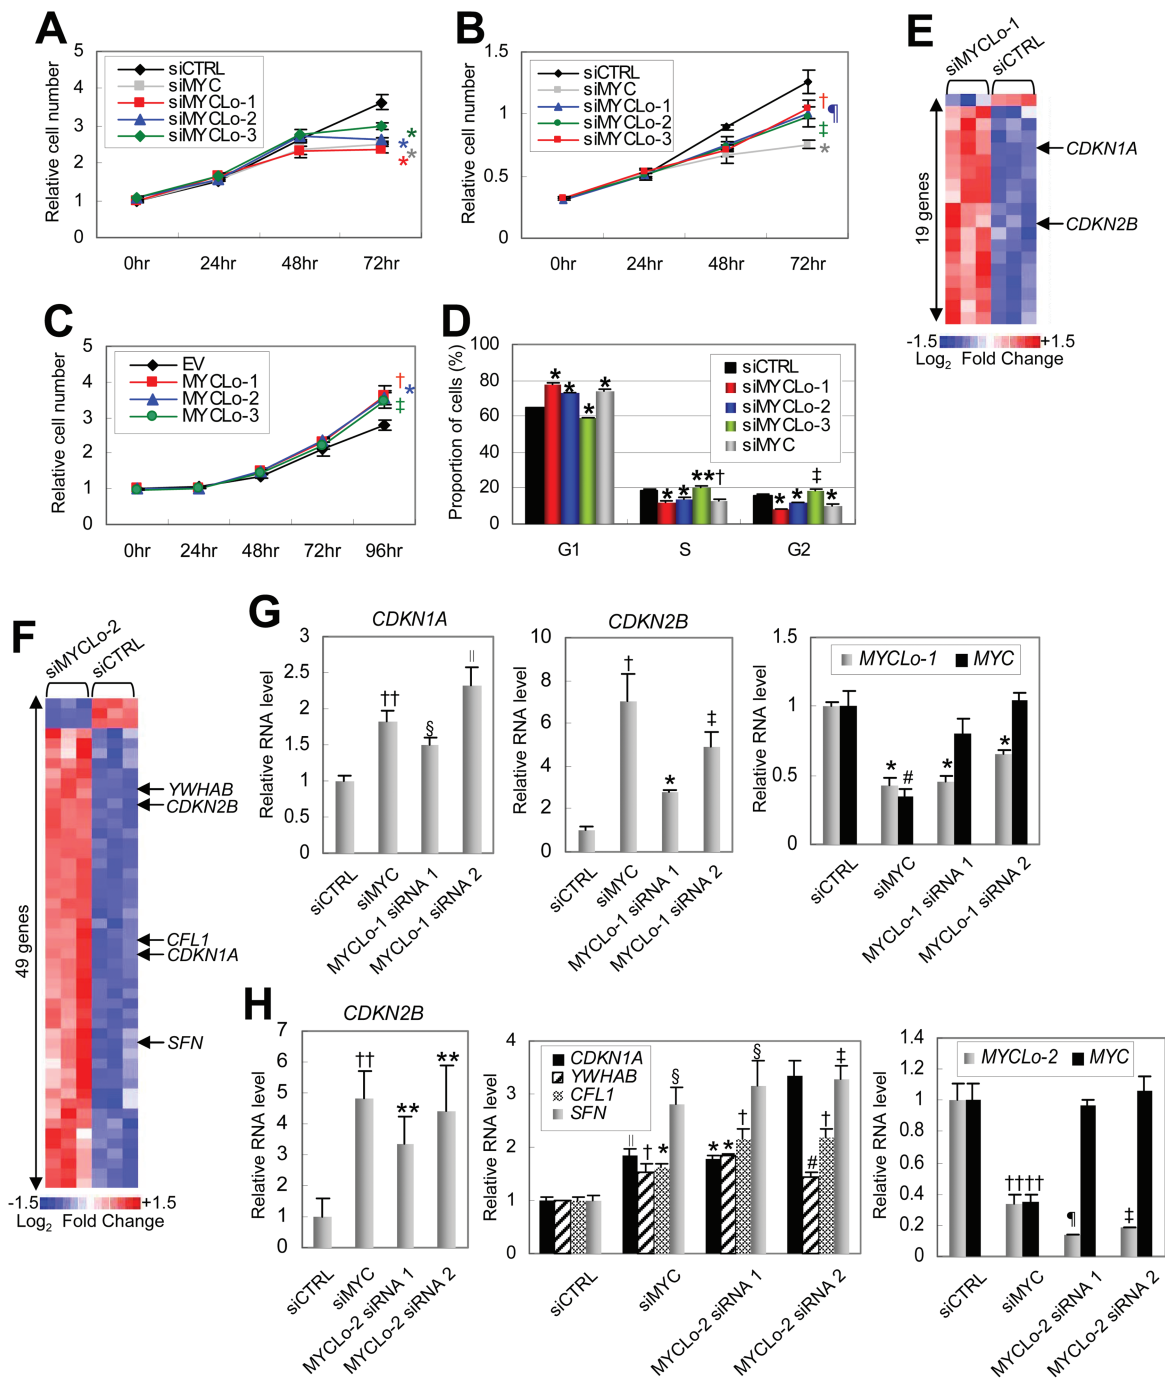 A
Relative cell number
5
4
3
2
1
0
siCTRL
siMYC
siMYCLo-1
siMYCLo-2
siMYCLo-3
*
*
*
*
0hr 24hr 48hr 72hr
B
Relative cell number
1.5
1
0.5
0
siCTRL
siMYC
siMYCLo-1
siMYCLo-2
siMYCLo-3
†
¶
‡
*
0hr 24hr 48hr 72hr
E
siMYCLo-1
siCTRL
19 genes
CDKN1A
CDKN2B
-1.5 +1.5
Log2 Fold Change
C
Relative cell number
5
4
3
2
1
0
EV
MYCLo-1
MYCLo-2
MYCLo-3
†
*
‡
0hr 24hr 48hr 72hr 96hr
D
Proportion of cells (%)
100
80
60
40
20
0
siCTRL
siMYCLo-1
siMYCLo-2
siMYCLo-3
siMYC
* * * *
* * ** †
* * ‡ *
G1 S G2
F
siMYCLo-2
siCTRL
49 genes
YWHAB
CDKN2B
CFL1
CDKN1A
SFN
-1.5 +1.5
Log2 Fold Change
G
CDKN1A
Relative RNA level
3
2.5
2
1.5
1
0.5
0
†† § ||
siCTRL
siMYC
MYCLo-1 siRNA 1
MYCLo-1 siRNA 2
CDKN2B
Relative RNA level
10
8
6
4
2
0
† * ‡
siCTRL
siMYC
MYCLo-1 siRNA 1
MYCLo-1 siRNA 2
Relative RNA level
1.5
1
0.5
0
MYCLo-1 MYC
* # * *
siCTRL
siMYC
MYCLo-1 siRNA 1
MYCLo-1 siRNA 2
H
CDKN2B
Relative RNA level
7
6
5
4
3
2
1
0
†† ** **
siCTRL
siMYC
MYCLo-2 siRNA 1
MYCLo-2 siRNA 2
Relative RNA level
4
3
2
1
0
CDKN1A
YWHAB
CFL1
SFN
|| † * §
* * † §
# † ‡
siCTRL
siMYC
MYCLo-2 siRNA 1
MYCLo-2 siRNA 2
Relative RNA level
1.4
1.2
1
0.8
0.6
0.4
0.2
0
MYCLo-2 MYC
†††† ¶ ‡
siCTRL
siMYC
MYCLo-2 siRNA 1
MYCLo-2 siRNA 2